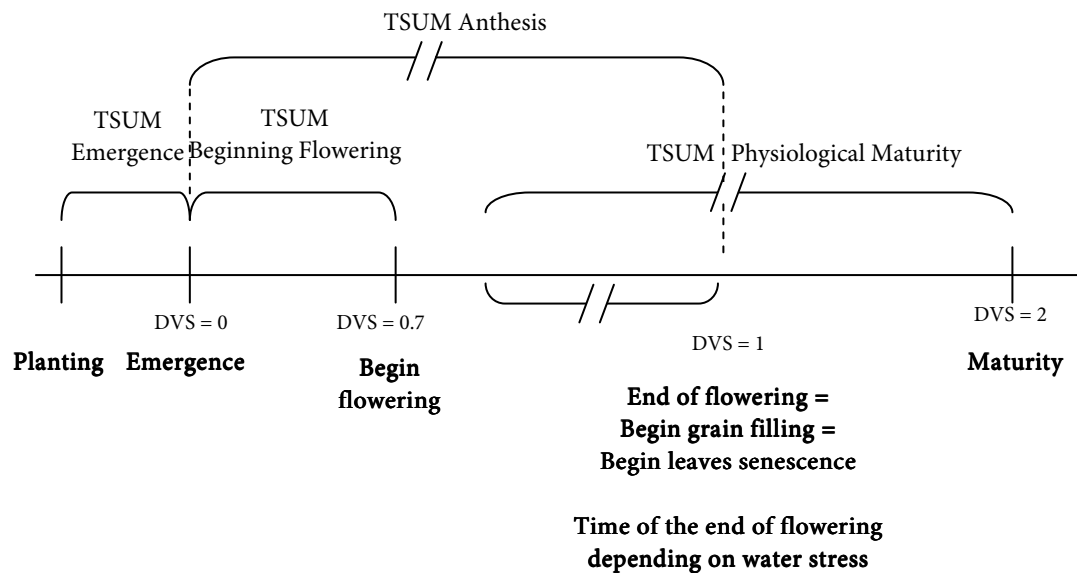 TSUM Anthesis
TSUM
Emergence
TSUM
Beginning Flowering
TSUM Physiological Maturity
DVS = 0
DVS = 0.7
DVS = 1
DVS = 2
Planting
Emergence
Begin
flowering
Maturity
End of flowering =
Begin grain filling =
Begin leaves senescence
Time of the end of flowering
depending on water stress